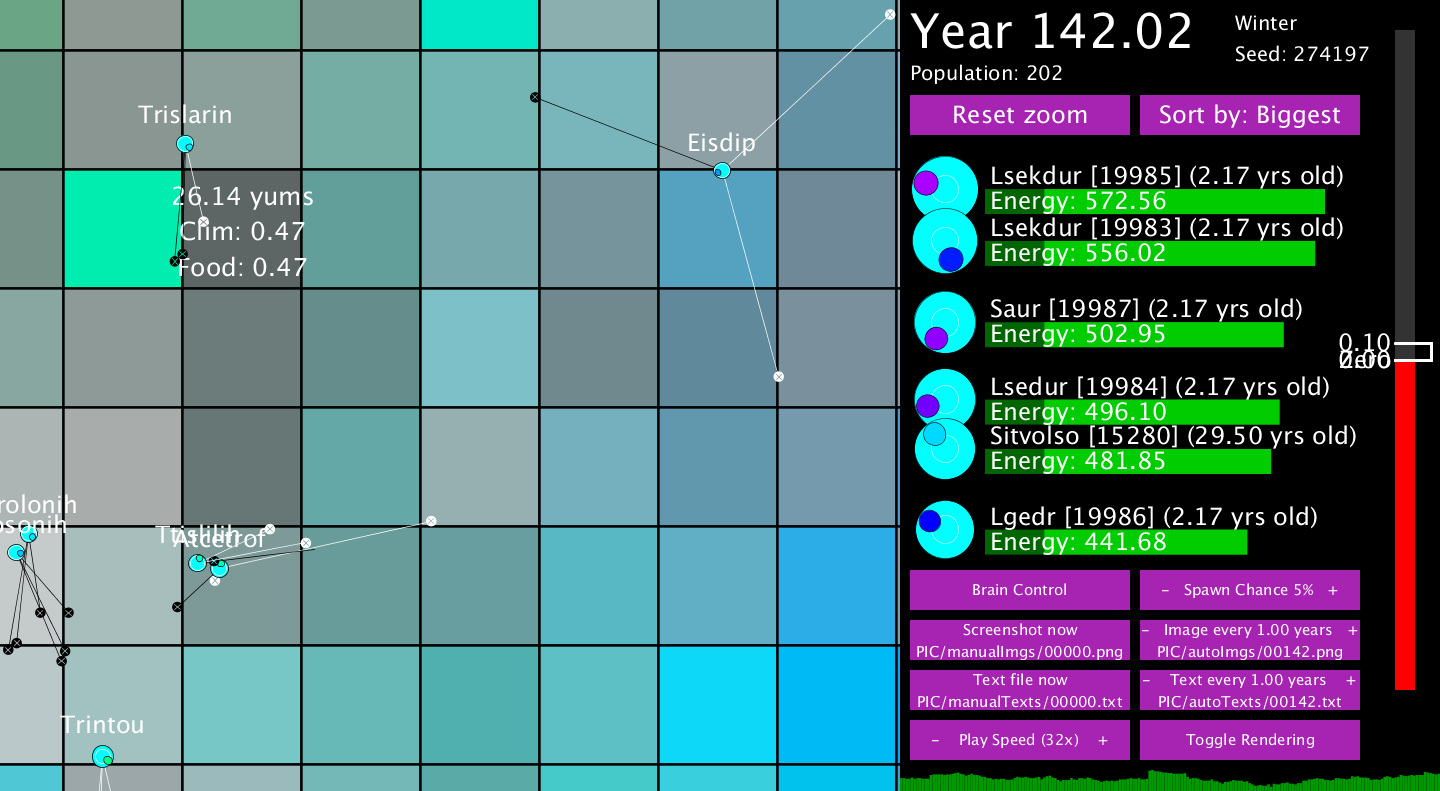 Trislarin
26.14 yums
Clim: 0.47
Food: 0.47
Eisdip
rolonih
osonih
Trislilih
Atcetrof
Trintou
Year 142.02
Winter
Seed: 274197
Population: 202
Reset zoom
Sort by: Biggest
Lsekdur [19985] (2.17 yrs old)
Energy: 572.56
Lsekdur [19983] (2.17 yrs old)
Energy: 556.02
Saur [19987] (2.17 yrs old)
Energy: 502.95
0.10
Zero
Lsedur [19984] (2.17 yrs old)
Energy: 496.10
Sitvolso [15280] (29.50 yrs old)
Energy: 481.85
Lgedr [19986] (2.17 yrs old)
Energy: 441.68
Brain Control
- Spawn Chance 5% +
Screenshot now
PIC/manualImgs/00000.png
- Image every 1.00 years +
PIC/autoImgs/00142.png
Text file now
PIC/manualTexts/00000.txt
- Text every 1.00 years +
PIC/autoTexts/00142.txt
- Play Speed (32x) +
Toggle Rendering